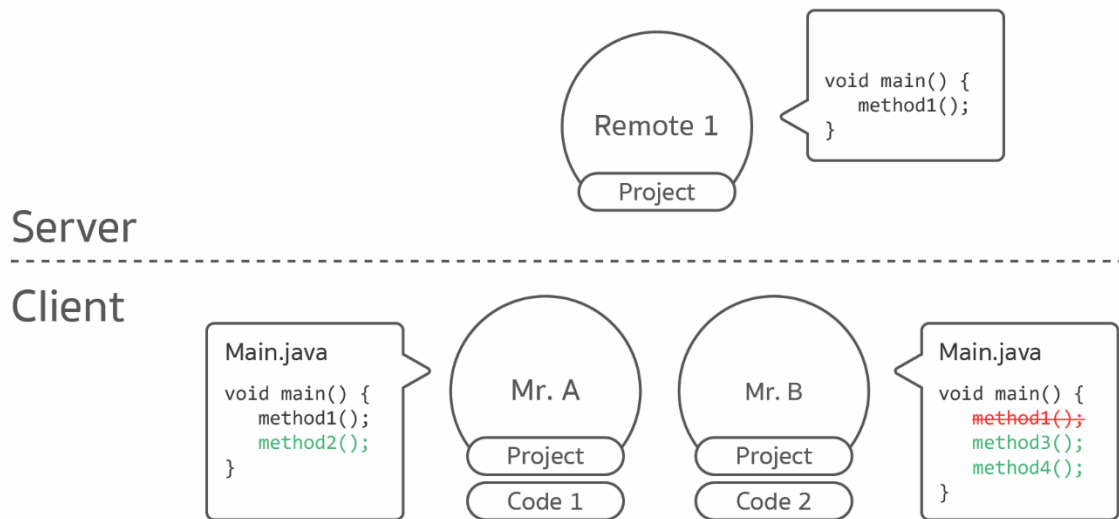 void main() {
method1();
}
Remote 1
Project
Server
Client
Main.java
void main() {
method1();
method2();
}
Mr. A
Project
Code 1
Mr. B
Project
Code 2
Main.java
void main() {
method1();
method3();
method4();
}